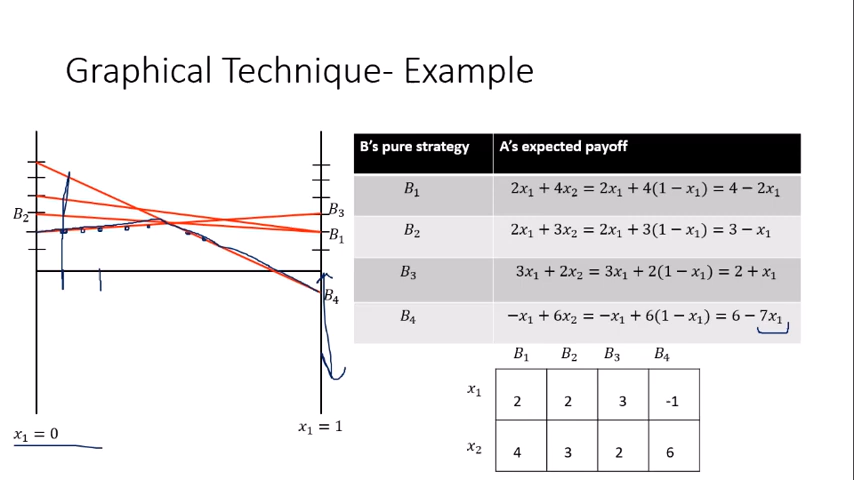 Graphical Technique- Example
B₂
B₃
B₁
B₄
x₁ = 0
x₁ = 1
B's pure strategy A's expected payoff
B₁ 2x₁ + 4x₂ = 2x₁ + 4(1 − x₁) = 4 − 2x₁
B₂ 2x₁ + 3x₂ = 2x₁ + 3(1 − x₁) = 3 − x₁
B₃ 3x₁ + 2x₂ = 3x₁ + 2(1 − x₁) = 2 + x₁
B₄ −x₁ + 6x₂ = −x₁ + 6(1 − x₁) = 6 − 7x₁
B₁ B₂ B₃ B₄
x₁ 2 2 3 -1
x₂ 4 3 2 6